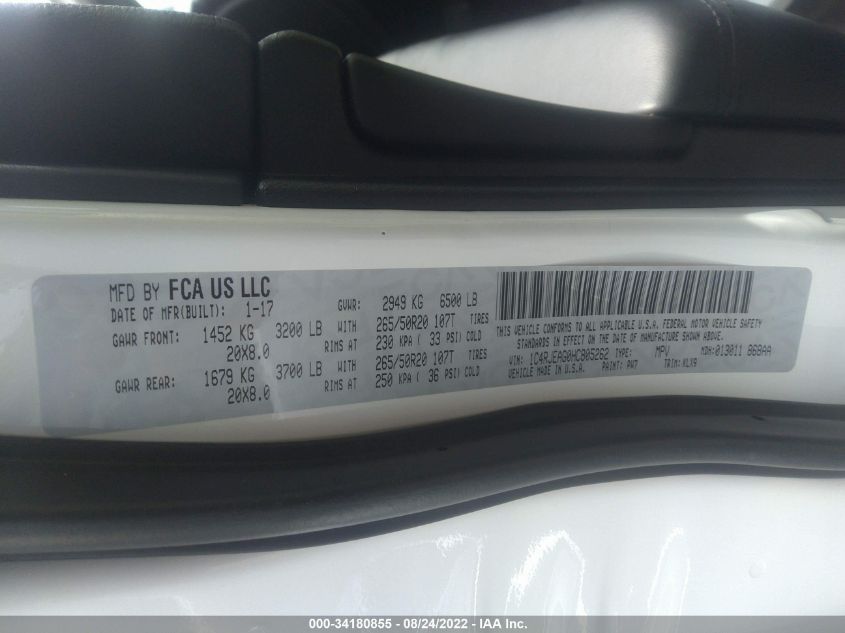 MFD BY FCA US LLC
DATE OF MFR(BUILT): 1-17
GVWR: 2949 KG 6500 LB
GAWR FRONT: 1452 KG 3200 LB WITH 265/50R20 107T TIRES
20X8.0 RIMS AT 230 KPA ( 33 PSI) COLD
GAWR REAR: 1679 KG 3700 LB WITH 265/50R20 107T TIRES
20X8.0 RIMS AT 250 KPA ( 36 PSI) COLD
THIS VEHICLE CONFORMS TO ALL APPLICABLE U.S.A. FEDERAL MOTOR VEHICLE SAFETY
STANDARDS IN EFFECT ON THE DATE OF MANUFACTURE SHOWN ABOVE.
VIN: 1C4RJEAG0HC805262 TYPE: MPV MDH:013011 868AA
VEHICLE MADE IN U.S.A. PAINT: PW7 TRIM:KLX9
000-34180855 - 08/24/2022 - IAA Inc.